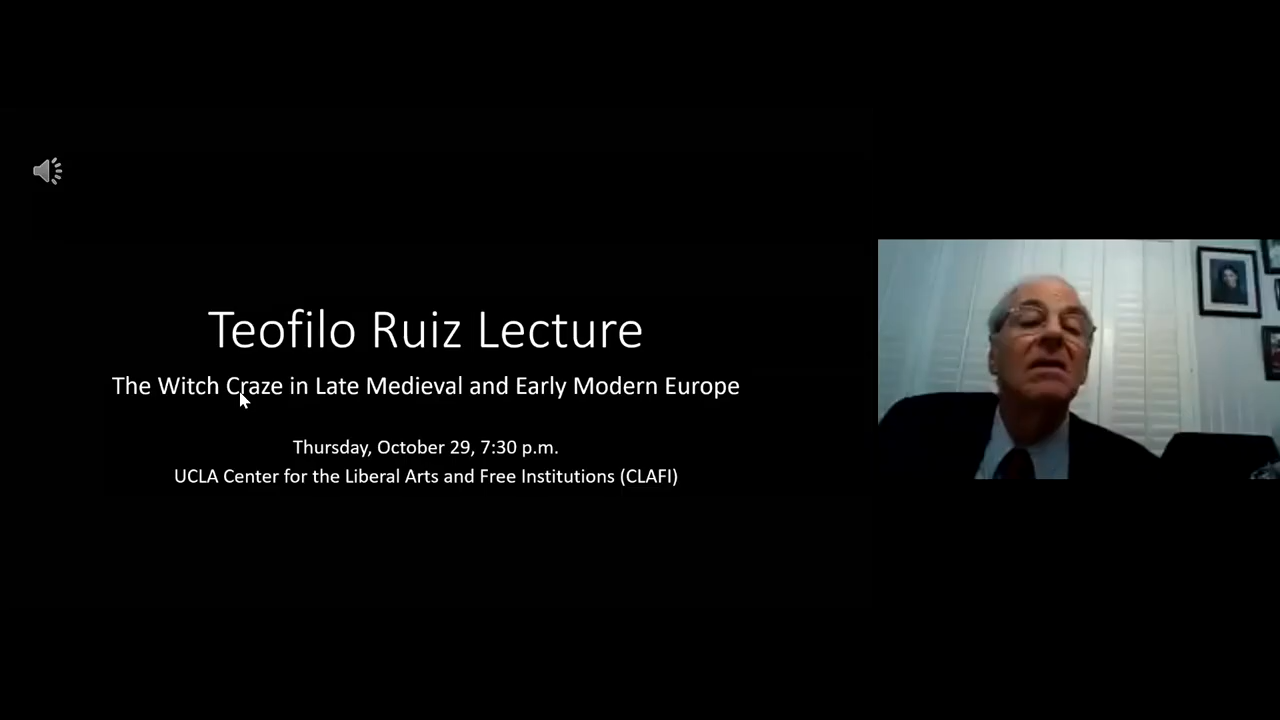 Teofilo Ruiz Lecture
The Witch Craze in Late Medieval and Early Modern Europe
Thursday, October 29, 7:30 p.m.
UCLA Center for the Liberal Arts and Free Institutions (CLAFI)